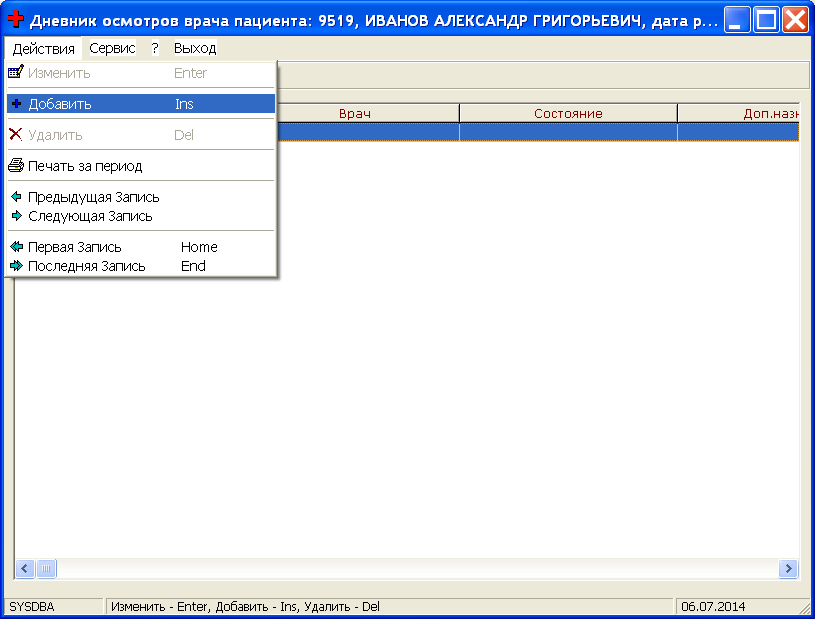 Дневник осмотров врача пациента: 9519, ИВАНОВ АЛЕКСАНДР ГРИГОРЬЕВИЧ, дата р...
Действия Сервис ? Выход
Изменить Enter
Добавить Ins
Врач Состояние Доп.назн
Удалить Del
Печать за период
Предыдущая Запись
Следующая Запись
Первая Запись Home
Последняя Запись End
SYSDBA Изменить - Enter, Добавить - Ins, Удалить - Del 06.07.2014